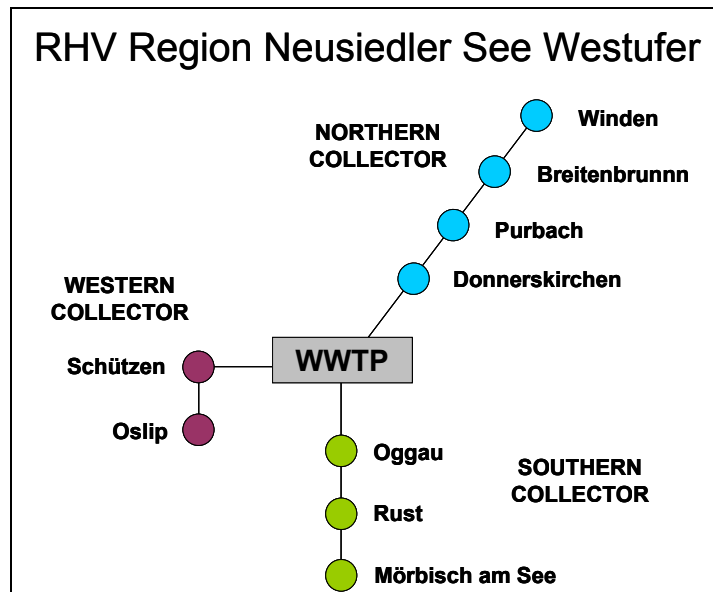 RHV Region Neusiedler See Westufer
NORTHERN
COLLECTOR
Winden
Breitenbrunnn
Purbach
Donnerskirchen
WESTERN
COLLECTOR
WWTP
Schützen
Oslip
Oggau
SOUTHERN
COLLECTOR
Rust
Mörbisch am See